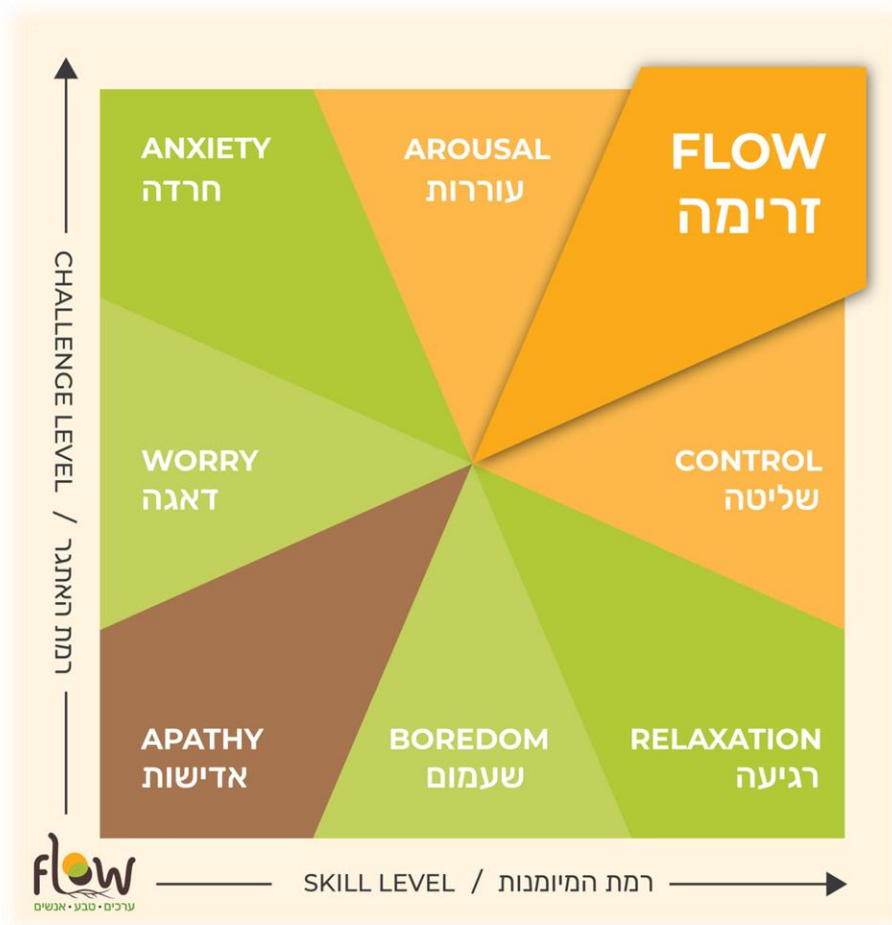 ANXIETY
חרדה
AROUSAL
עוררות
FLOW
זרימה
CHALLENGE LEVEL / רמת האתגר
WORRY
דאגה
CONTROL
שליטה
APATHY
אדישות
BOREDOM
שעמום
RELAXATION
רגיעה
flow
ערכים • טבע • אנשים
SKILL LEVEL / רמת המיומנות